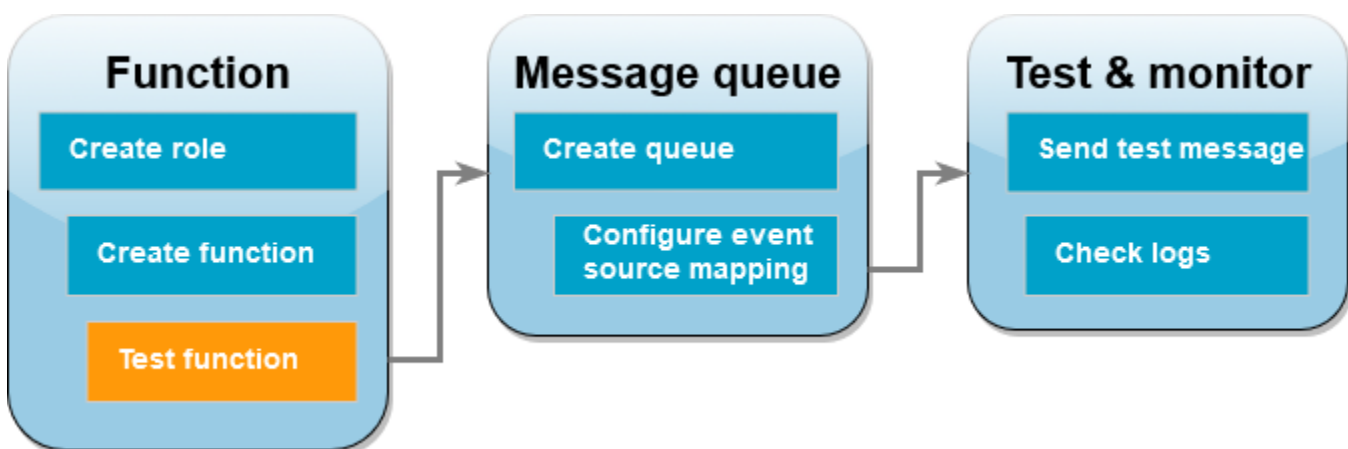 Function
Create role
Create function
Test function
Message queue
Create queue
Configure event
source mapping
Test & monitor
Send test message
Check logs